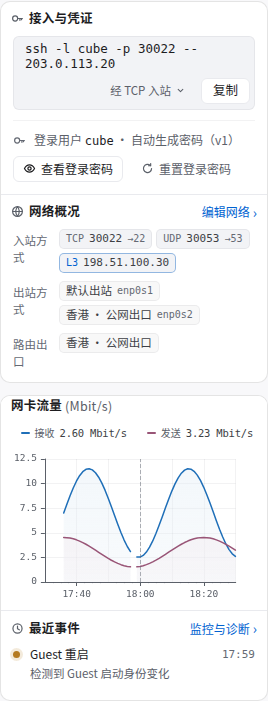 接入与凭证
ssh -l cube -p 30022 --
203.0.113.20
经 TCP 入站
复制
登录用户 cube · 自动生成密码（v1）
查看登录密码
重置登录密码
网络概况
编辑网络 ›
入站方式
TCP 30022 →22
UDP 30053 →53
L3 198.51.100.30
出站方式
默认出站 enp0s1
香港 · 公网出口 enp0s2
路由出口
香港 · 公网出口
网卡流量 (Mbit/s)
接收 2.60 Mbit/s
发送 3.23 Mbit/s
12.5
10
7.5
5
2.5
0
17:40
18:00
18:20
最近事件
监控与诊断 ›
Guest 重启
17:59
检测到 Guest 启动身份变化